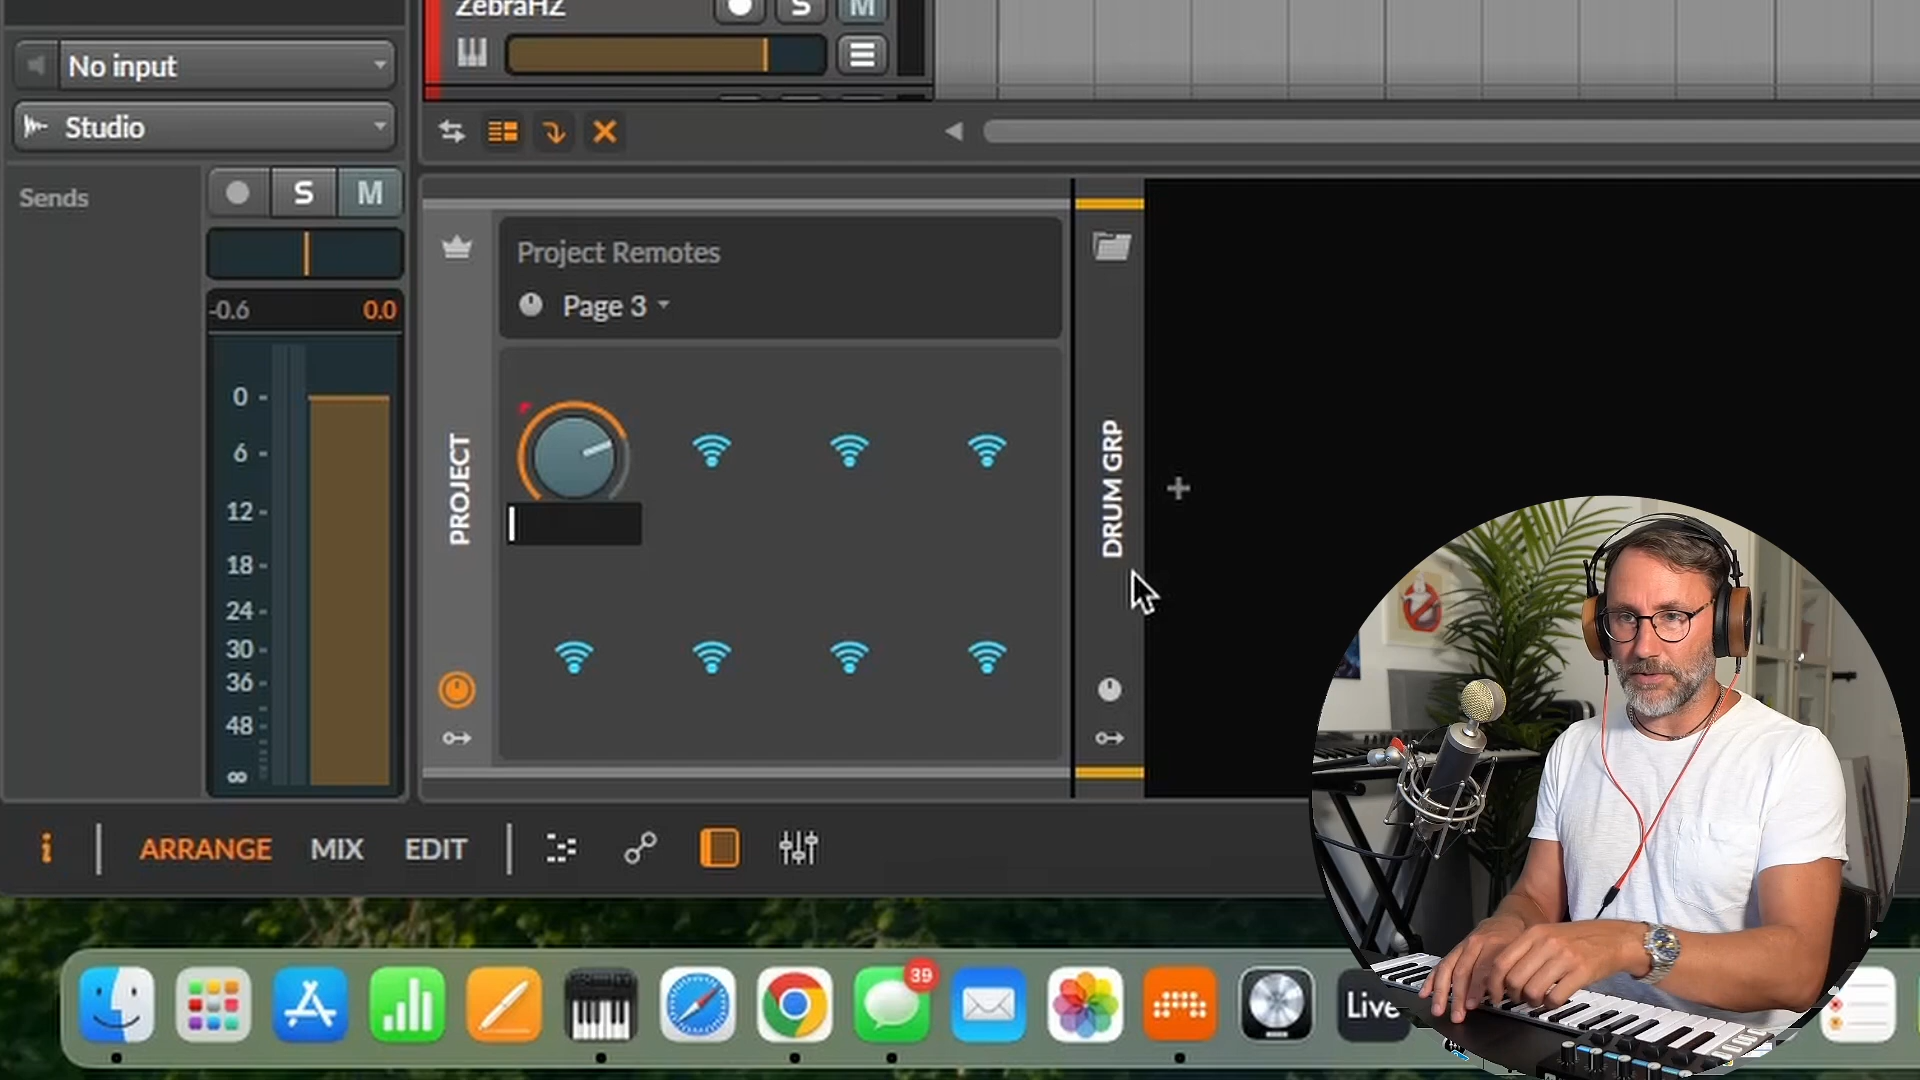 ZebraHZ
S
M
No input
Studio
Sends
S
M
-0.6
0.0
0
6
12
18
24
30
36
48
∞
PROJECT
Project Remotes
Page 3
DRUM GRP
+
i
ARRANGE
MIX
EDIT
39
Live